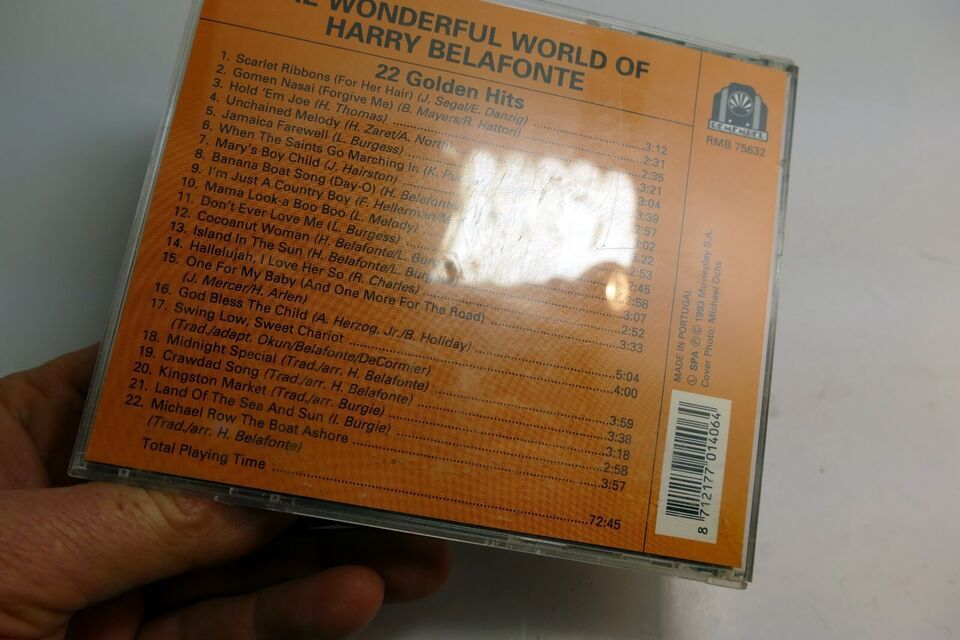 WONDERFUL WORLD OF
HARRY BELAFONTE
22 Golden Hits
1. Scarlet Ribbons (For Her Hair) (J. Segal/E. Danzig) 3:12
2. Gomen Nasai (Forgive Me) (B. Mayers/R. Hattori) 2:31
3. Hold 'Em Joe (H. Thomas) 2:35
4. Unchained Melody (H. Zaret/A. North) 3:21
5. Jamaica Farewell (L. Burgess) 3:04
6. When The Saints Go Marching In 3:39
7. Mary's Boy Child (J. Hairston) 2:57
8. Banana Boat Song (Day-O) (H. Belafonte 3:02
9. I'm Just A Country Boy (F. Hellerman 3:22
10. Mama Look-a Boo Boo (L. Melody) 2:53
11. Don't Ever Love Me (L. Burgess) 2:45
12. Cocoanut Woman (H. Belafonte/L. 2:58
13. Island In The Sun (H. Belafonte/L. 3:07
14. Hallelujah, I Love Her So (R. Charles) 2:52
15. One For My Baby (And One More For The Road)
(J. Mercer/H. Arlen) 3:33
16. God Bless The Child (A. Herzog, Jr./B. Holiday) 5:04
17. Swing Low, Sweet Chariot
(Trad./adapt. Okun/Belafonte/DeCormier) 4:00
18. Midnight Special (Trad./arr. H. Belafonte) 3:59
19. Crawdad Song (Trad./arr. H. Belafonte) 3:38
20. Kingston Market (Trad./arr. Burgie) 3:18
21. Land Of The Sea And Sun (I. Burgie) 2:58
22. Michael Row The Boat Ashore
(Trad./arr. H. Belafonte) 3:57
Total Playing Time 72:45
REMEMBER
RMB 75632
MADE IN PORTUGAL
© SPA ℗ © 1993 Movieplay S.A.
Cover Photo: Michael Ochs
8 712177 014064